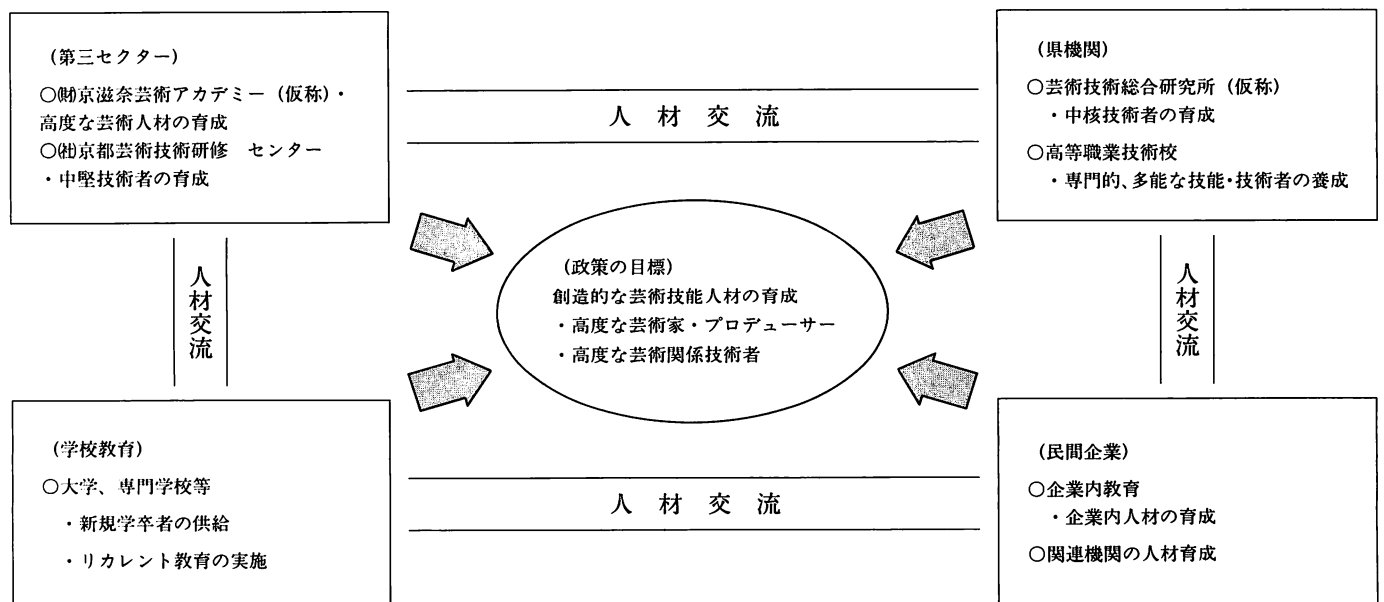 (第三セクター)
○㈶京滋奈芸術アカデミー(仮称)・
高度な芸術人材の育成
○㈳京都芸術技術研修 センター
・中堅技術者の育成
人材交流
(県機関)
○芸術技術総合研究所(仮称)
・中核技術者の育成
○高等職業技術校
・専門的、多能な技能・技術者の養成
人材交流
(政策の目標)
創造的な芸術技能人材の育成
・高度な芸術家・プロデューサー
・高度な芸術関係技術者
人材交流
(学校教育)
○大学、専門学校等
・新規学卒者の供給
・リカレント教育の実施
人材交流
(民間企業)
○企業内教育
・企業内人材の育成
○関連機関の人材育成